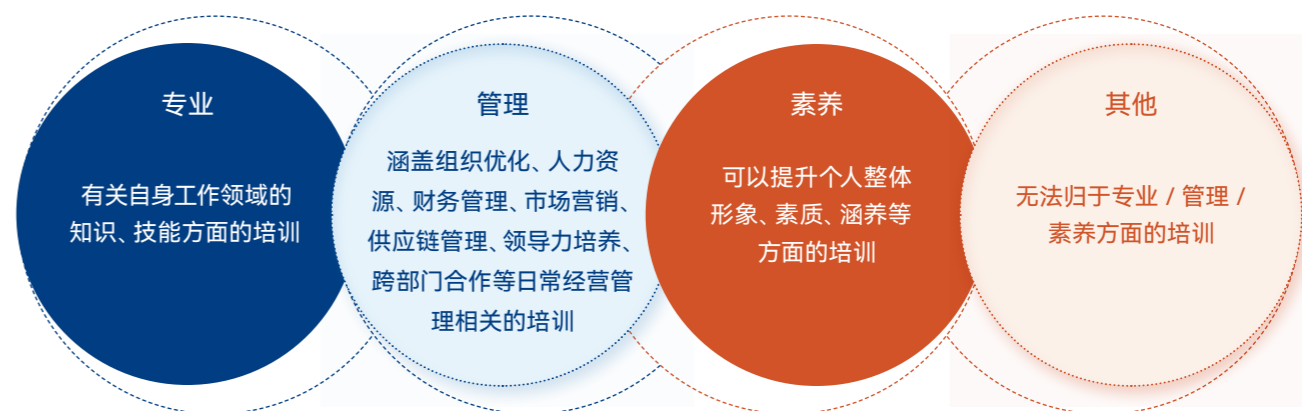 专业
有关自身工作领域的
知识、技能方面的培训
管理
涵盖组织优化、人力资
源、财务管理、市场营销、
供应链管理、领导力培养、
跨部门合作等日常经营管
理相关的培训
素养
可以提升个人整体
形象、素质、涵养等
方面的培训
其他
无法归于专业 / 管理 /
素养方面的培训